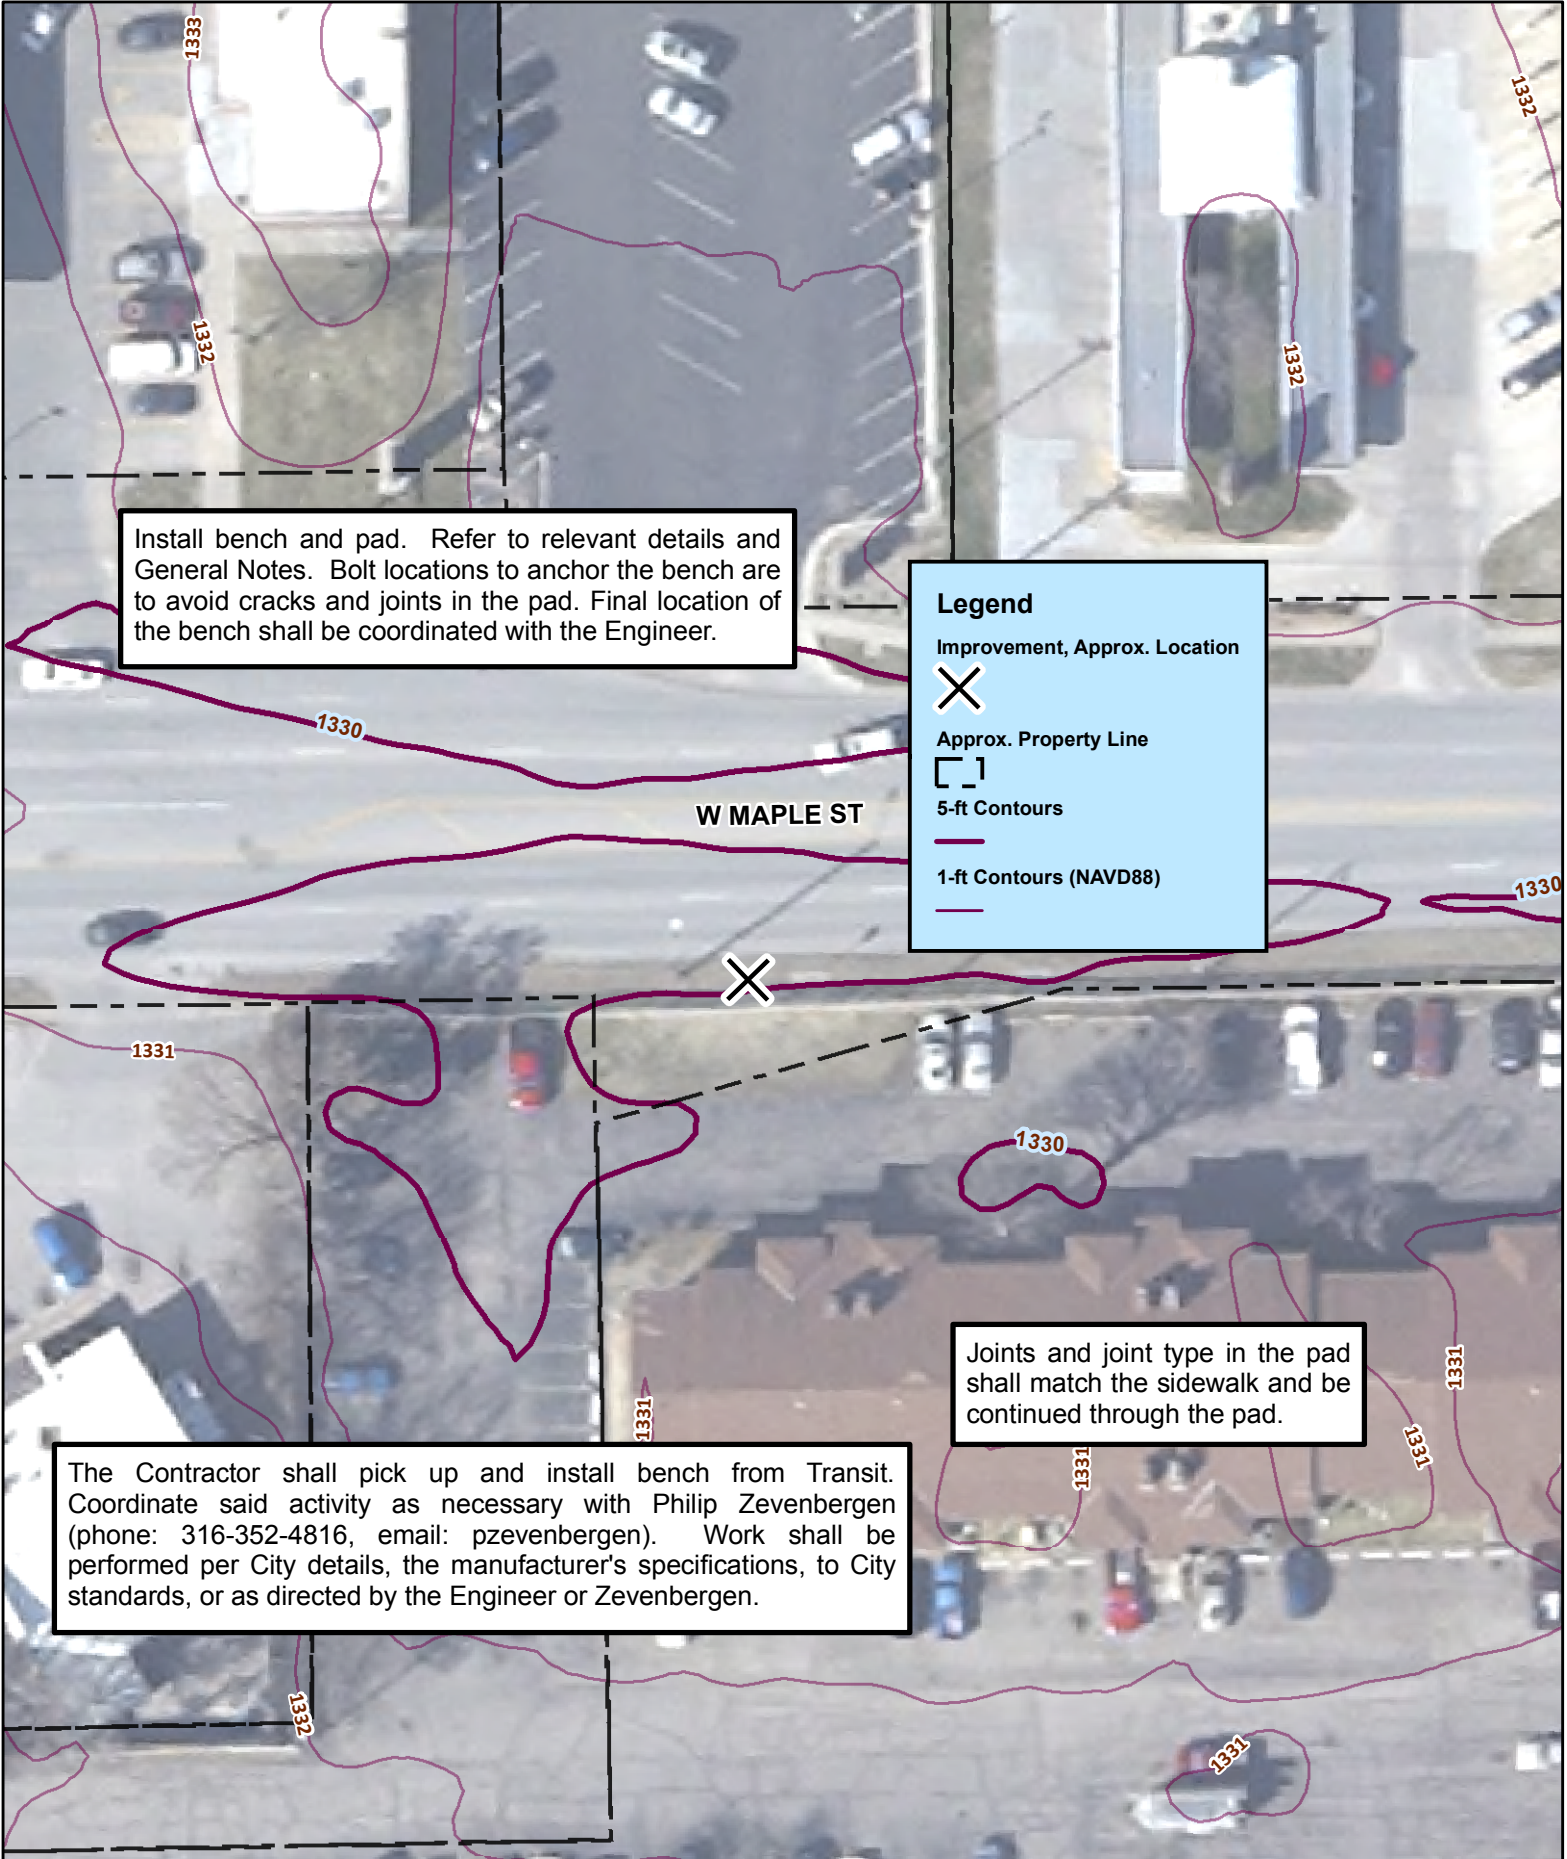 1333
1332
1332
1332
Install bench and pad. Refer to relevant details and
General Notes. Bolt locations to anchor the bench are
to avoid cracks and joints in the pad. Final location of
the bench shall be coordinated with the Engineer.
Legend
Improvement, Approx. Location
Approx. Property Line
5-ft Contours
1-ft Contours (NAVD88)
1330
W MAPLE ST
1330
1331
1330
Joints and joint type in the pad
shall match the sidewalk and be
continued through the pad.
1331
1331
1331
1331
The Contractor shall pick up and install bench from Transit.
Coordinate said activity as necessary with Philip Zevenbergen
(phone: 316-352-4816, email: pzevenbergen). Work shall be
performed per City details, the manufacturer's specifications, to City
standards, or as directed by the Engineer or Zevenbergen.
1332
1331